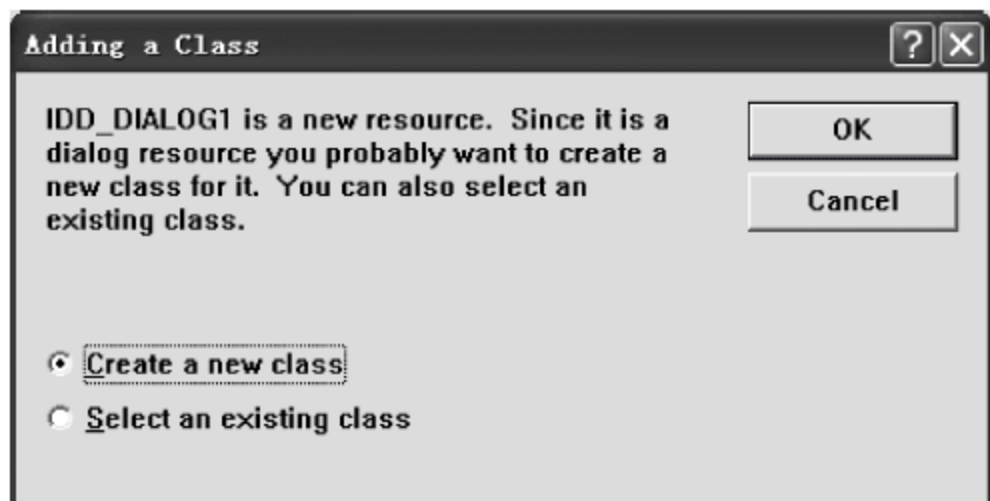 Adding a Class
IDD_DIALOG1 is a new resource.  Since it is a
dialog resource you probably want to create a
new class for it.  You can also select an
existing class.
OK
Cancel
Create a new class
Select an existing class